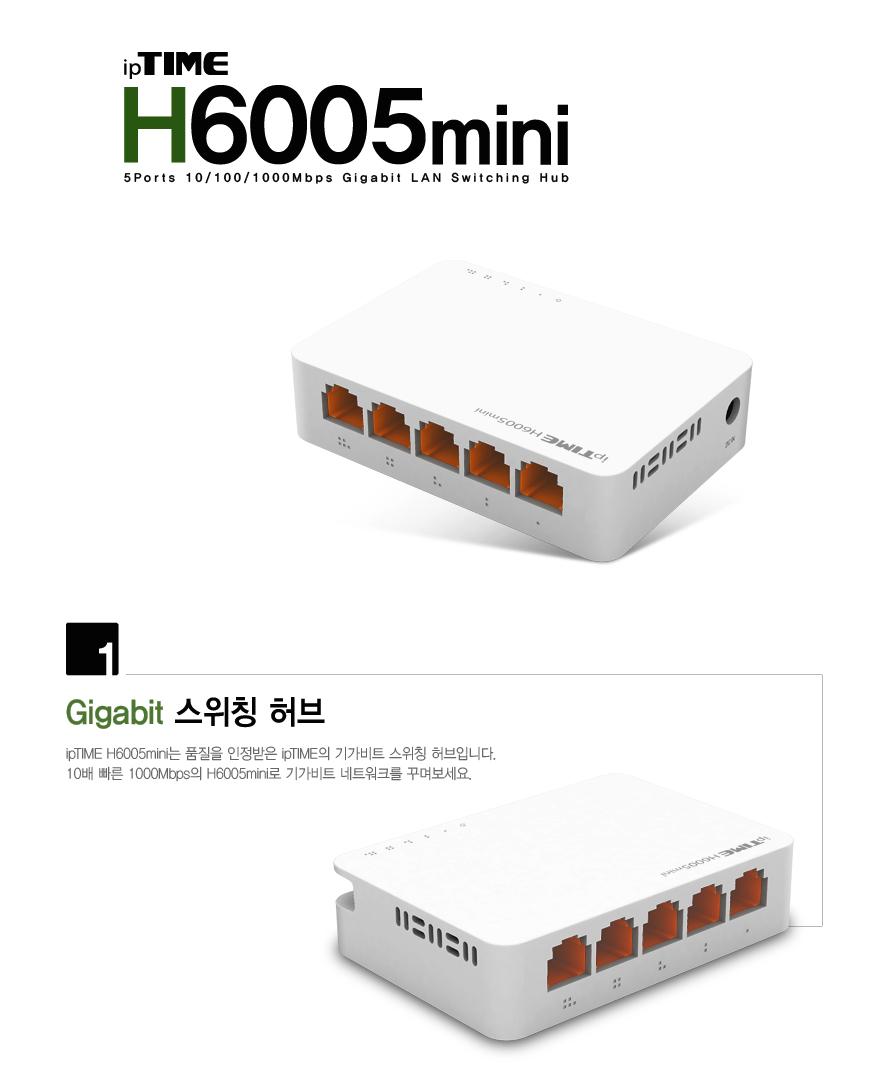 ipTIME
H6005mini
5Ports 10/100/1000Mbps Gigabit LAN Switching Hub
ipTIME H6005mini
DC IN
1
Gigabit 스위칭 허브
ipTIME H6005mini는 품질을 인정받은 ipTIME의 기가비트 스위칭 허브입니다.
10배 빠른 1000Mbps의 H6005mini로 기가비트 네트워크를 꾸며보세요.
ipTIME H6005mini